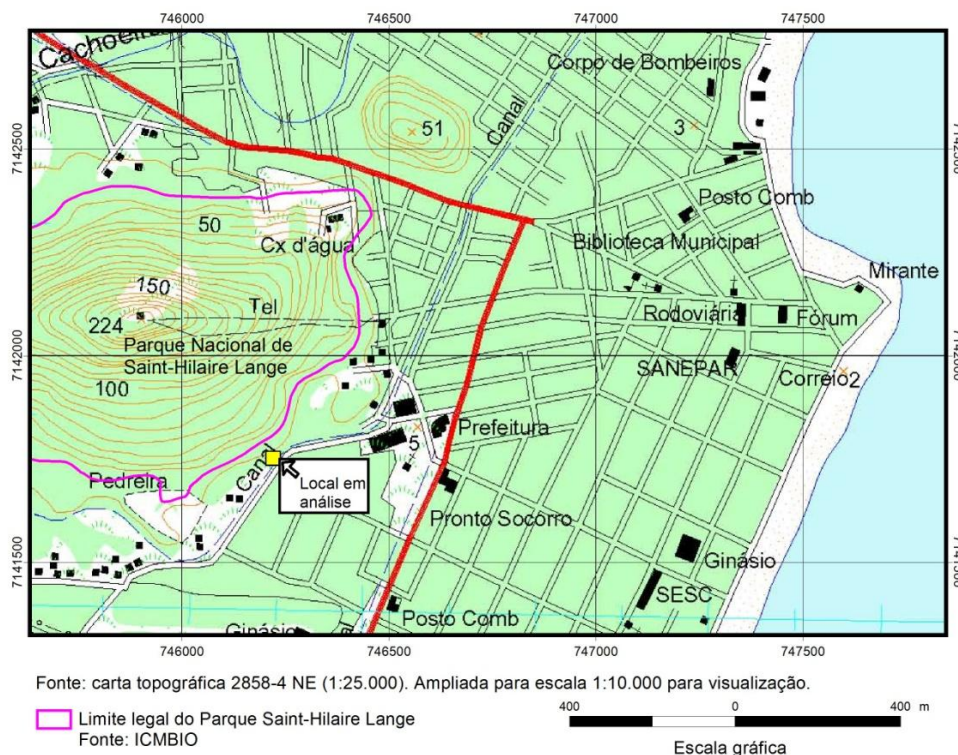 746000
746500
747000
747500
Cachoeira
Corpo de Bombeiros
51
Canal
3
7142500
7142500
50
Cx d'água
Posto Comb
Biblioteca Municipal
Mirante
150
Tel
224
Rodoviária
Fórum
Parque Nacional de
Saint-Hilaire Lange
7142000
7142000
SANEPAR
Correio
2
100
Prefeitura
5
Canal
Pedreira
Local em
análise
Pronto Socorro
Ginásio
7141500
7141500
SESC
Posto Comb
Ginásio
746000
746500
747000
747500
Fonte: carta topográfica 2858-4 NE (1:25.000). Ampliada para escala 1:10.000 para visualização.
Limite legal do Parque Saint-Hilaire Lange
Fonte: ICMBIO
400
0
400 m
Escala gráfica